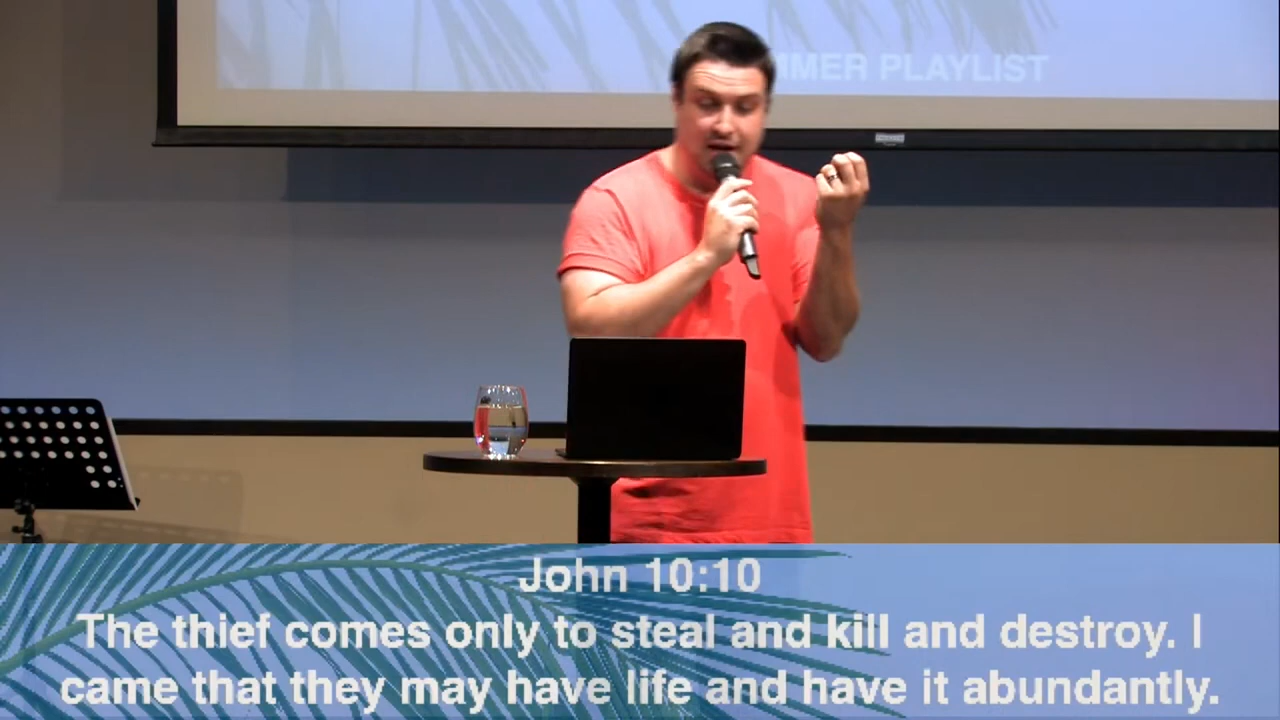 MMER PLAYLIST
John 10:10
The thief comes only to steal and kill and destroy. I
came that they may have life and have it abundantly.